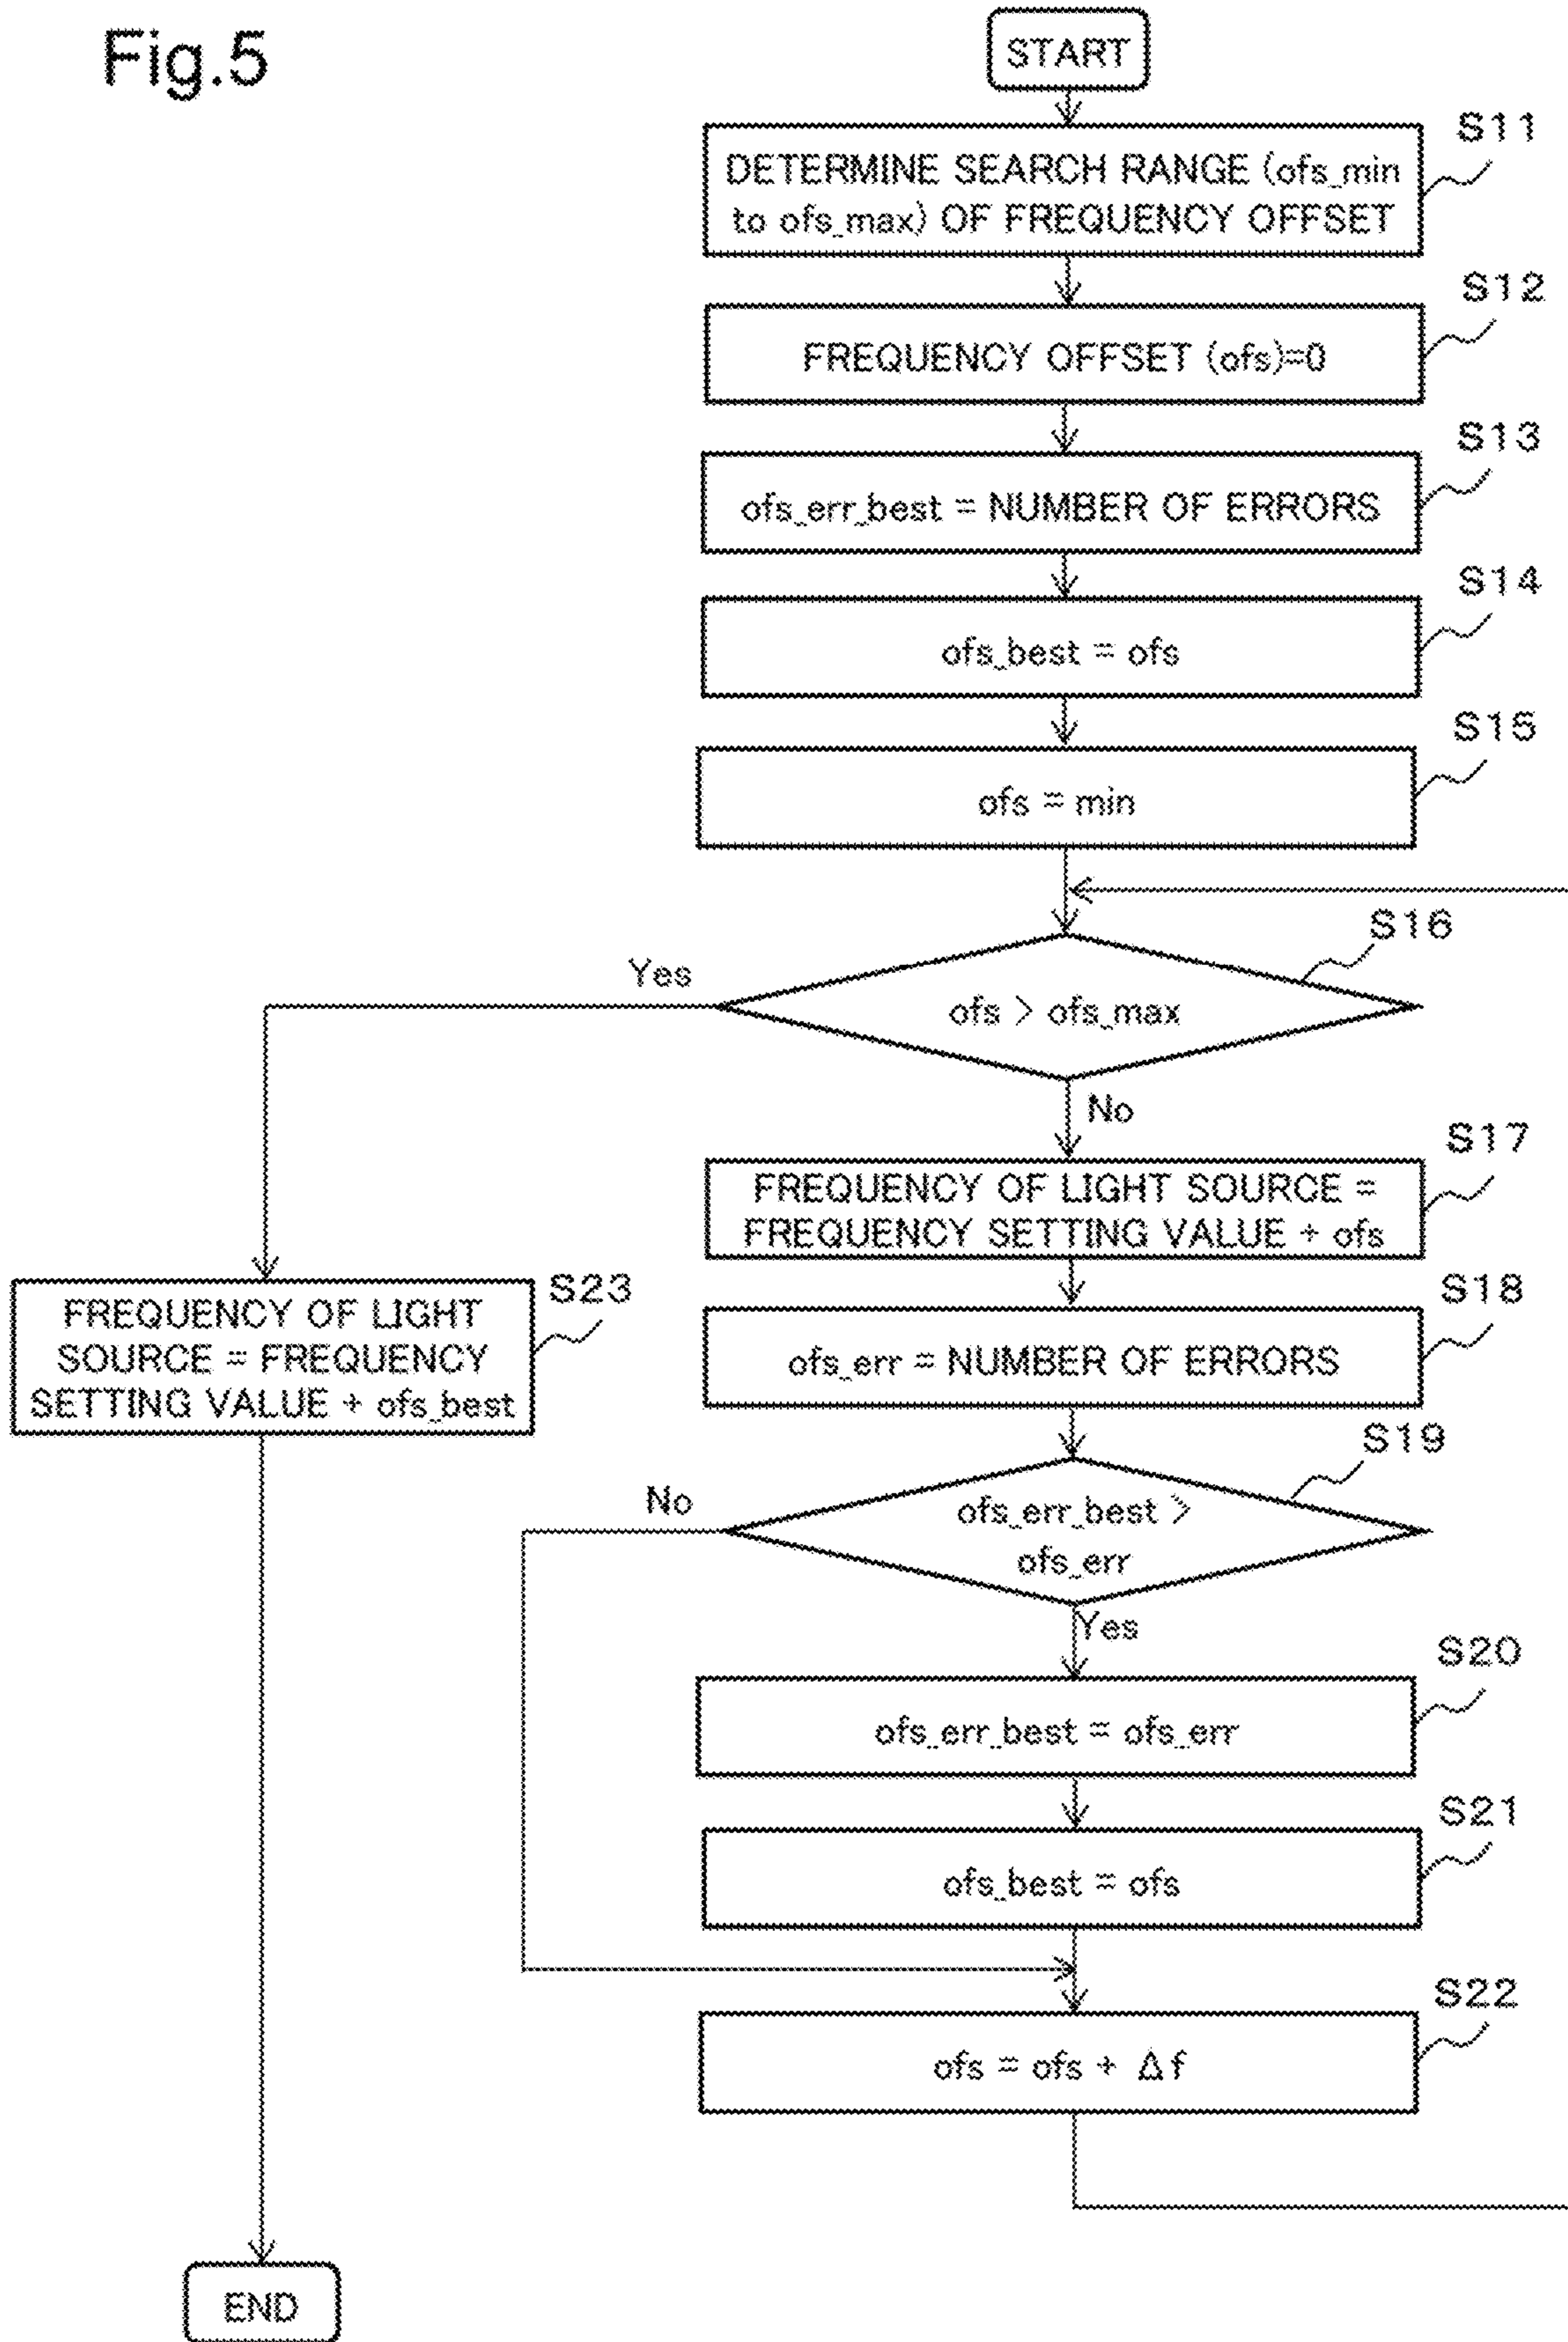 Fig.5
START
S11
DETERMINE SEARCH RANGE (ofs_min
to ofs_max) OF FREQUENCY OFFSET
S12
FREQUENCY OFFSET (ofs)=0
S13
ofs_err_best = NUMBER OF ERRORS
S14
ofs_best = ofs
S15
ofs = min
S16
Yes
ofs > ofs_max
No
S17
FREQUENCY OF LIGHT SOURCE =
FREQUENCY SETTING VALUE + ofs
S23
FREQUENCY OF LIGHT
SOURCE = FREQUENCY
SETTING VALUE + ofs_best
S18
ofs_err = NUMBER OF ERRORS
S19
No
ofs_err_best >
ofs_err
Yes
S20
ofs_err_best = ofs_err
S21
ofs_best = ofs
S22
ofs = ofs + Δf
END